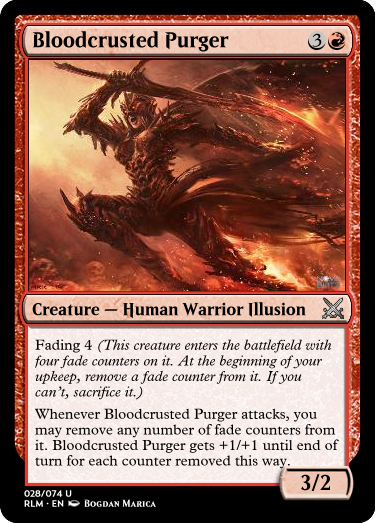 Bloodcrusted Purger 3
Creature — Human Warrior Illusion
Fading 4 (This creature enters the battlefield with
four fade counters on it. At the beginning of your
upkeep, remove a fade counter from it. If you
can't, sacrifice it.)
Whenever Bloodcrusted Purger attacks, you
may remove any number of fade counters from
it. Bloodcrusted Purger gets +1/+1 until end of
turn for each counter removed this way.
3/2
028/074 U
RLM • EN Bogdan Marica